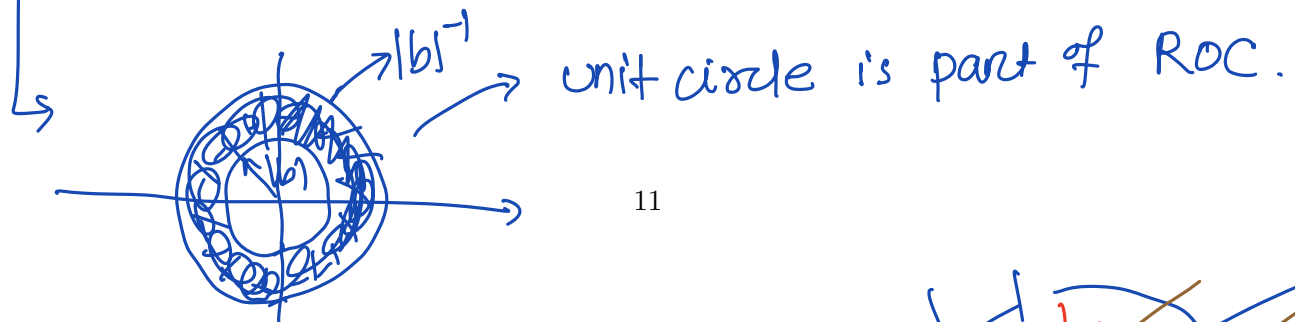 |b|⁻¹
unit circle is part of ROC.
|b|
11